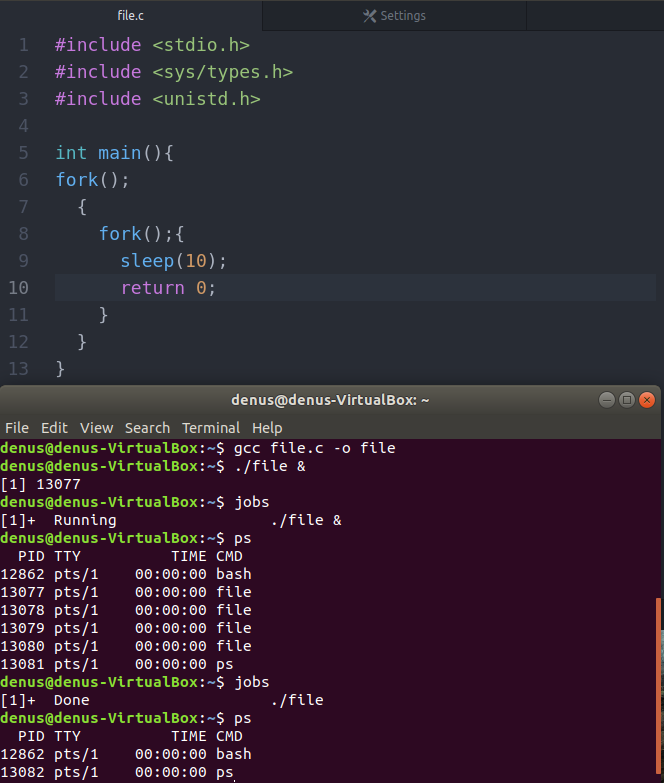 file.c Settings
1 #include <stdio.h>
2 #include <sys/types.h>
3 #include <unistd.h>
4
5 int main(){
6 fork();
7   {
8     fork();{
9       sleep(10);
10       return 0;
11     }
12   }
13 }
denus@denus-VirtualBox: ~
File Edit View Search Terminal Help
denus@denus-VirtualBox:~$ gcc file.c -o file
denus@denus-VirtualBox:~$ ./file &
[1] 13077
denus@denus-VirtualBox:~$ jobs
[1]+  Running                 ./file &
denus@denus-VirtualBox:~$ ps
  PID TTY          TIME CMD
12862 pts/1    00:00:00 bash
13077 pts/1    00:00:00 file
13078 pts/1    00:00:00 file
13079 pts/1    00:00:00 file
13080 pts/1    00:00:00 file
13081 pts/1    00:00:00 ps
denus@denus-VirtualBox:~$ jobs
[1]+  Done                    ./file
denus@denus-VirtualBox:~$ ps
  PID TTY          TIME CMD
12862 pts/1    00:00:00 bash
13082 pts/1    00:00:00 ps